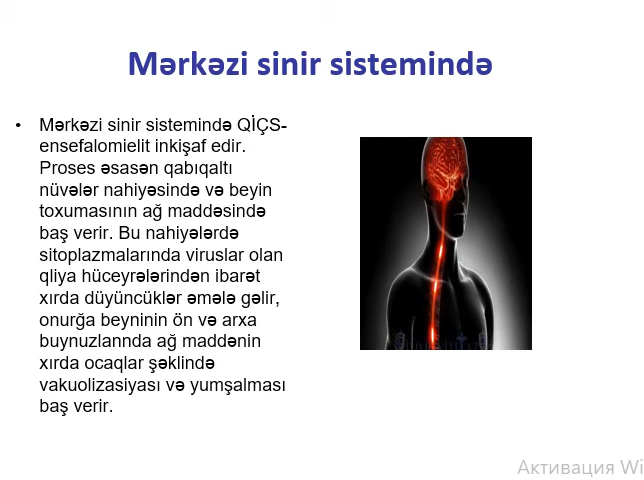 Mərkəzi sinir sistemində
• Mərkəzi sinir sistemində QİÇS-
ensefalomielit inkişaf edir.
Proses əsasən qabıqaltı
nüvələr nahiyəsində və beyin
toxumasının ağ maddəsində
baş verir. Bu nahiyələrdə
sitoplazmalarında viruslar olan
qliya hüceyrələrindən ibarət
xırda düyüncüklər əmələ gəlir,
onurğa beyninin ön və arxa
buynuzlannda ağ maddənin
xırda ocaqlar şəklində
vakuolizasiyası və yumşalması
baş verir.
Активация Wi